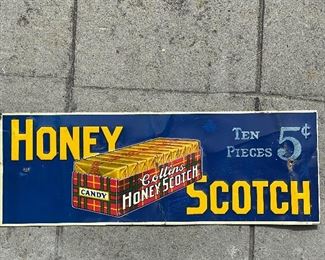 HONEY
TEN
PIECES
5¢
Collins
HONEY SCOTCH
CANDY
SCOTCH